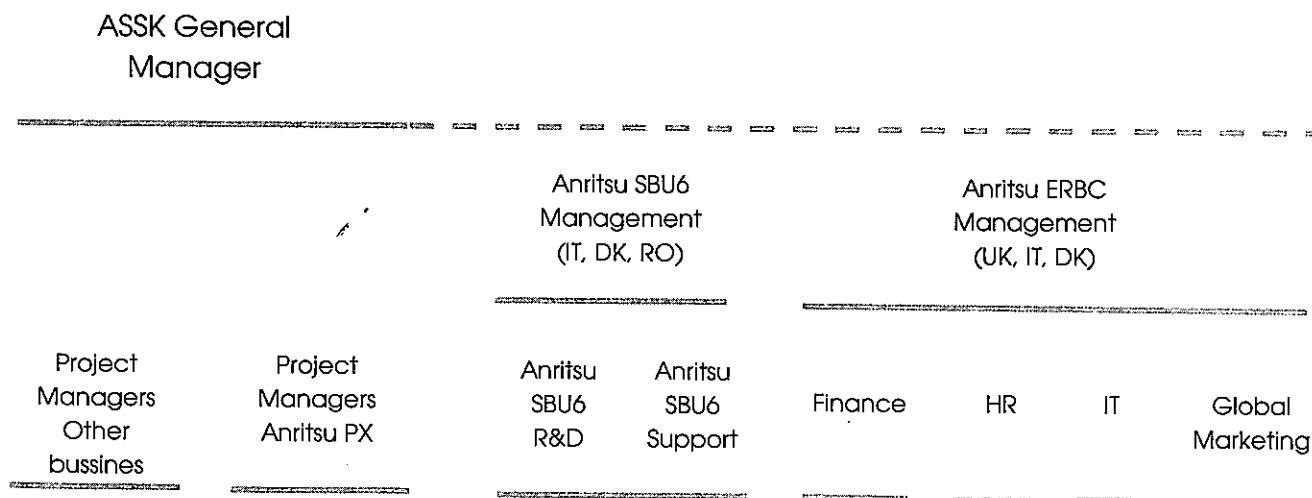 ASSK General
Manager
Anritsu SBU6
Management
(IT, DK, RO)
Anritsu ERBC
Management
(UK, IT, DK)
Project
Managers
Other
bussines
Project
Managers
Anritsu PX
Anritsu
SBU6
R&D
Anritsu
SBU6
Support
Finance
HR
IT
Global
Marketing